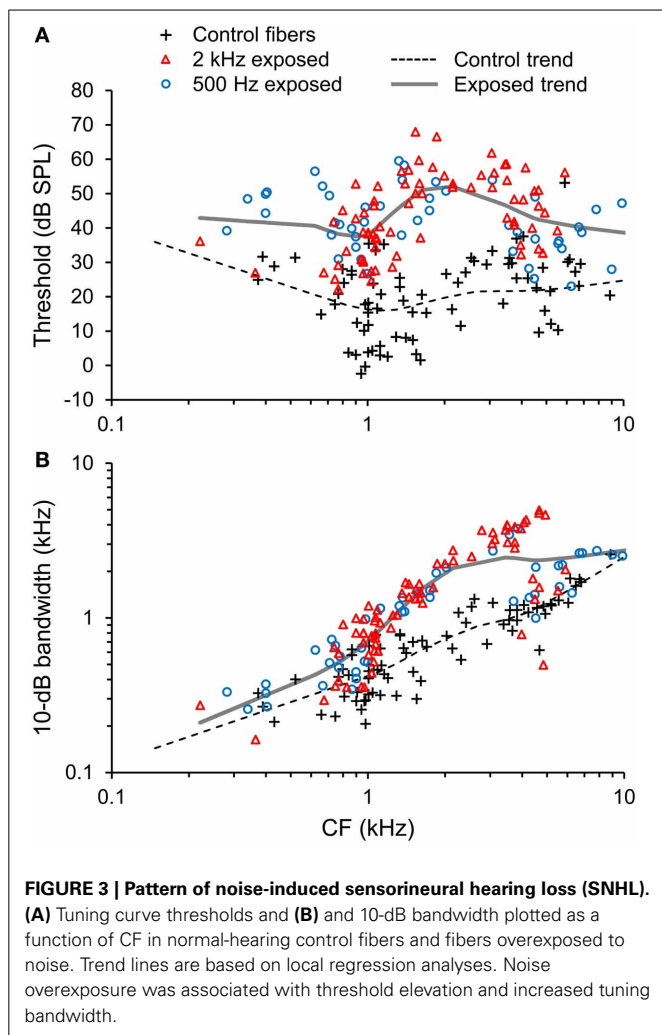 A
Control fibers
2 kHz exposed
500 Hz exposed
Control trend
Exposed trend
80
70
60
50
40
30
20
10
0
-10
Threshold (dB SPL)
0.1
1
10
B
10
1
0.1
10-dB bandwidth (kHz)
0.1
1
10
CF (kHz)
FIGURE 3 | Pattern of noise-induced sensorineural hearing loss (SNHL).
(A) Tuning curve thresholds and (B) and 10-dB bandwidth plotted as a
function of CF in normal-hearing control fibers and fibers overexposed to
noise. Trend lines are based on local regression analyses. Noise
overexposure was associated with threshold elevation and increased tuning
bandwidth.